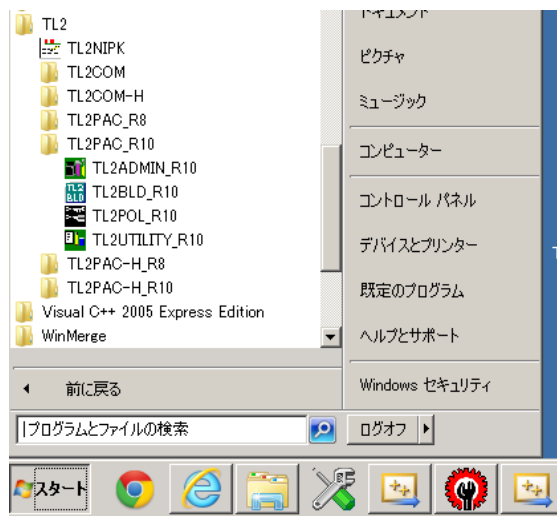 TL2
TL2NIPK
TL2COM
TL2COM-H
TL2PAC_R8
TL2PAC_R10
TL2ADMIN_R10
TL2BLD_R10
TL2POL_R10
TL2UTILITY_R10
TL2PAC-H_R8
TL2PAC-H_R10
Visual C++ 2005 Express Edition
WinMerge
前に戻る
プログラムとファイルの検索
ドキュメント
ピクチャ
ミュージック
コンピューター
コントロール パネル
デバイスとプリンター
既定のプログラム
ヘルプとサポート
Windows セキュリティ
ログオフ
スタート